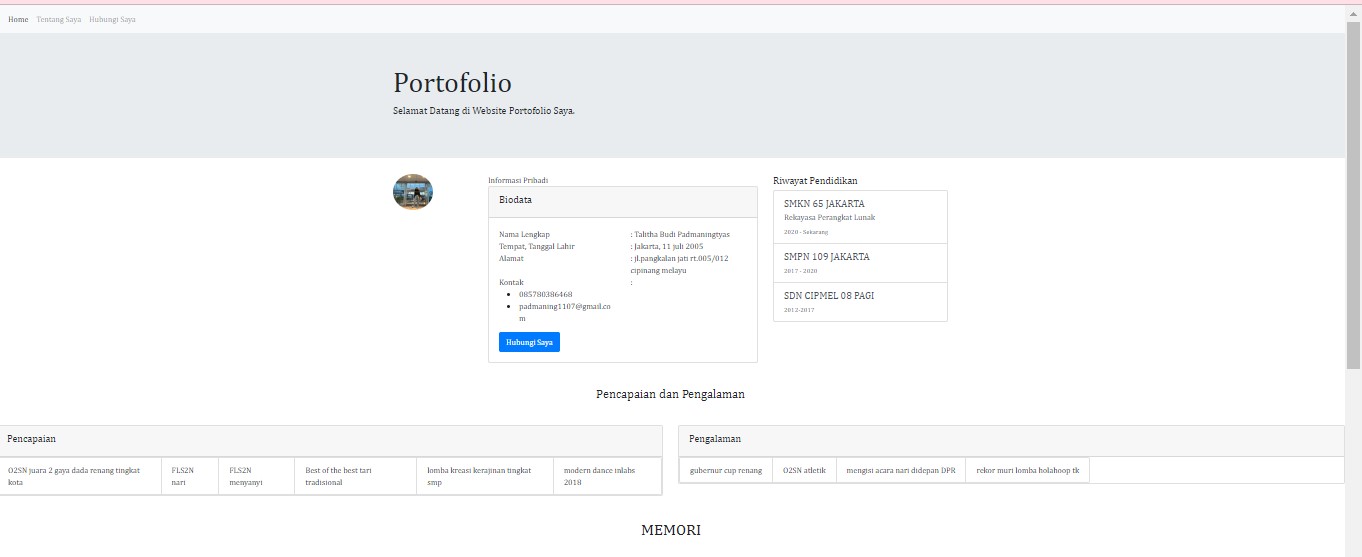 Home Tentang Saya Hubungi Saya
Portofolio
Selamat Datang di Website Portofolio Saya.
Informasi Pribadi
Biodata
Nama Lengkap : Talitha Budi Padmaningtyas
Tempat, Tanggal Lahir : Jakarta, 11 juli 2005
Alamat : jl.pangkalan jati rt.005/012
cipinang melayu
Kontak :
085780386468
padmaning1107@gmail.co
m
Hubungi Saya
Riwayat Pendidikan
SMKN 65 JAKARTA
Rekayasa Perangkat Lunak
2020 - Sekarang
SMPN 109 JAKARTA
2017 - 2020
SDN CIPMEL 08 PAGI
2012-2017
Pencapaian dan Pengalaman
Pencapaian
O2SN juara 2 gaya dada renang tingkat
kota
FLS2N
nari
FLS2N
menyanyi
Best of the best tari
tradisional
lomba kreasi kerajinan tingkat
smp
modern dance inlabs
2018
Pengalaman
gubernur cup renang
O2SN atletik
mengisi acara nari didepan DPR
rekor muri lomba holahoop tk
MEMORI